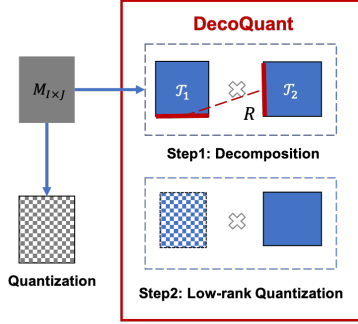 DecoQuant
M_{I×J}
𝒯₁
𝒯₂
R
Step1: Decomposition
Quantization
Step2: Low-rank Quantization